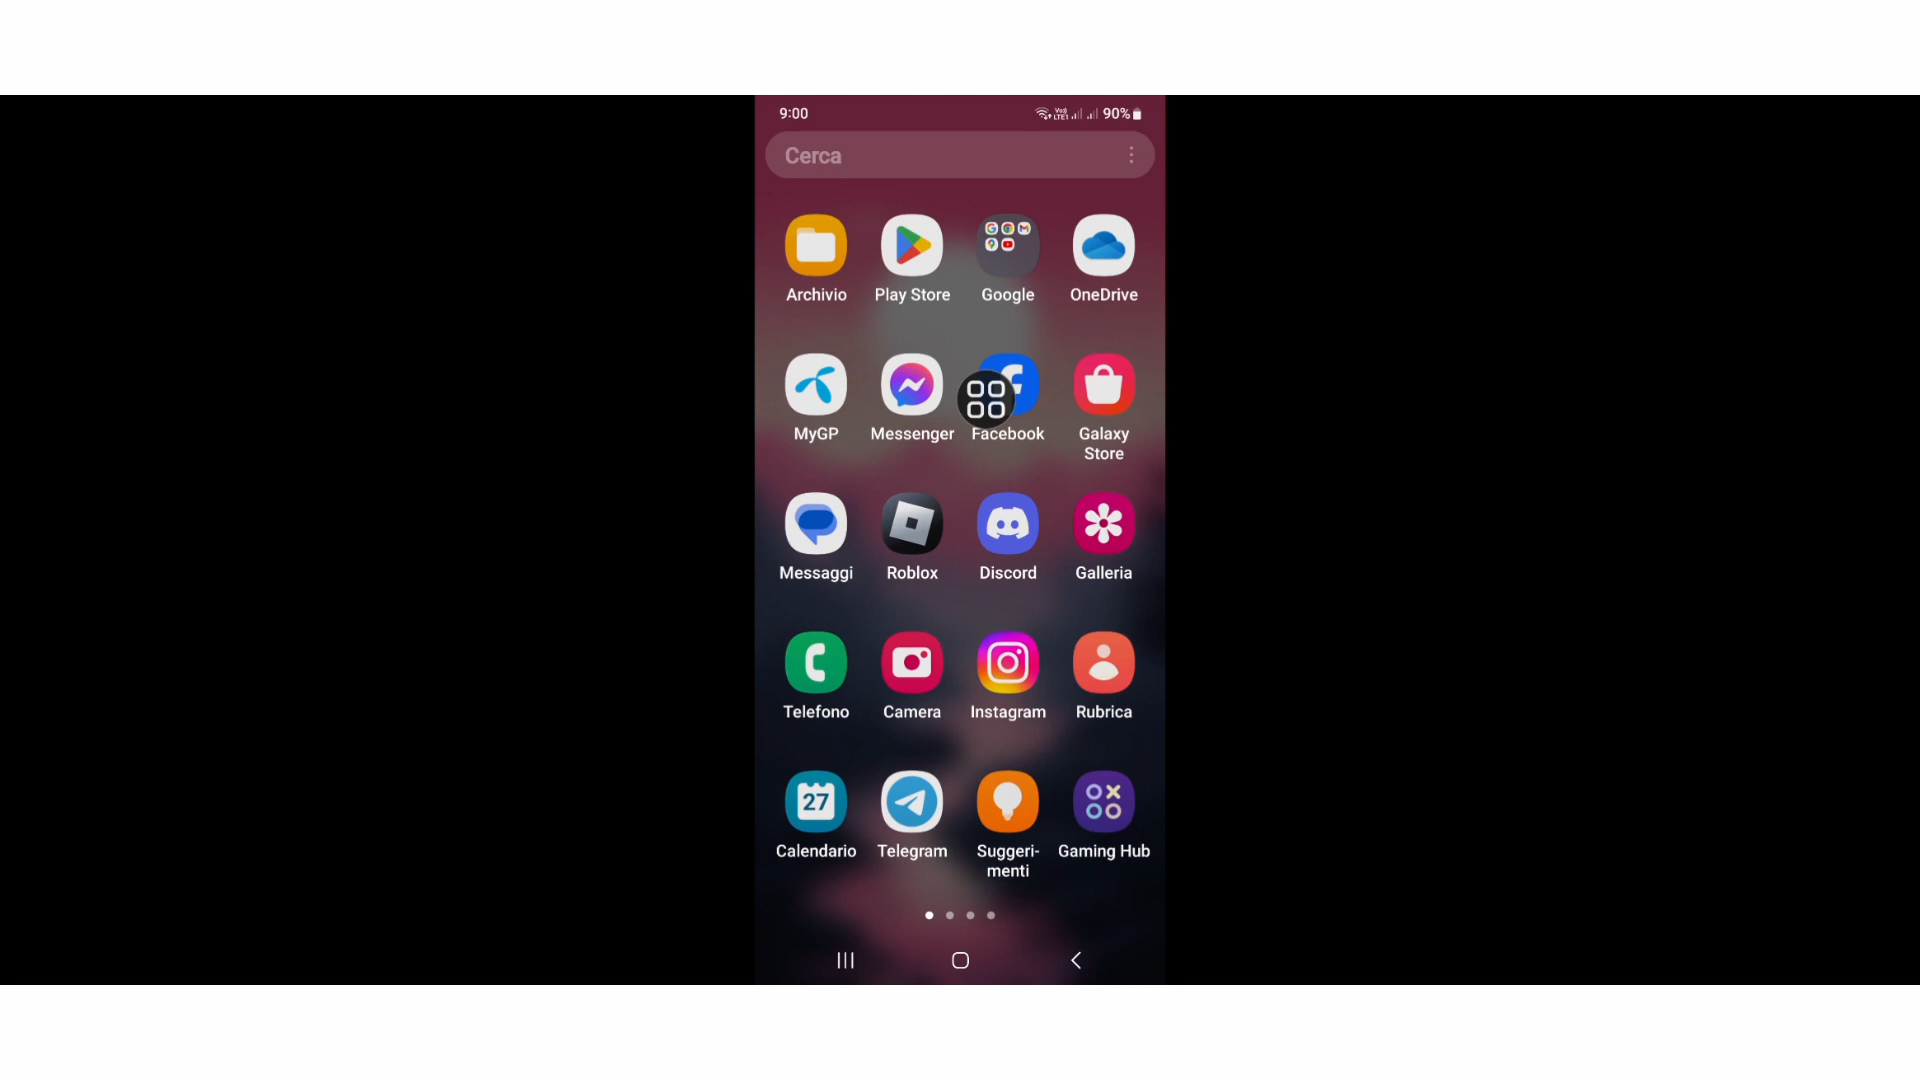 9:00
90%
Cerca
Archivio
Play Store
Google
OneDrive
MyGP
Messenger
Facebook
Galaxy
Store
Messaggi
Roblox
Discord
Galleria
Telefono
Camera
Instagram
Rubrica
27
Calendario
Telegram
Suggeri-
menti
Gaming Hub